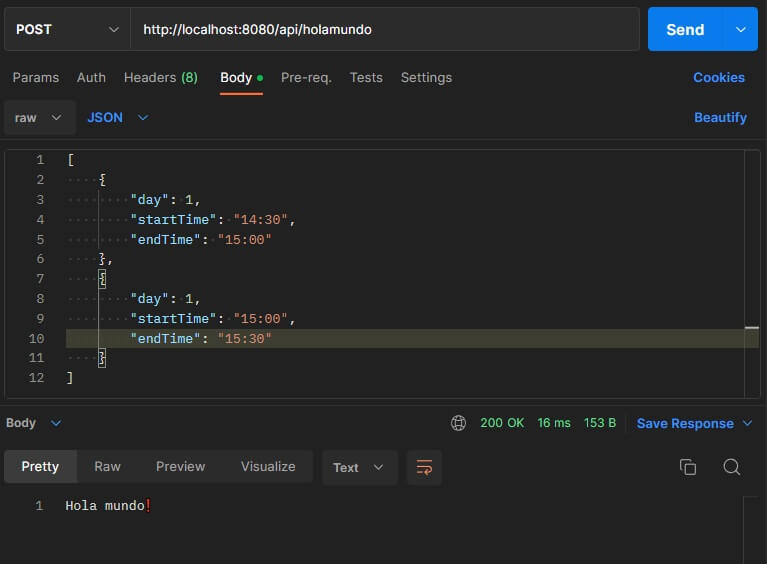 POST http://localhost:8080/api/holamundo Send
Params Auth Headers (8) Body Pre-req. Tests Settings Cookies
raw JSON Beautify
1 [
2 {
3 "day": 1,
4 "startTime": "14:30",
5 "endTime": "15:00"
6 },
7 {
8 "day": 1,
9 "startTime": "15:00",
10 "endTime": "15:30"
11 }
12 ]
Body 200 OK 16 ms 153 B Save Response
Pretty Raw Preview Visualize Text
1 Hola mundo!